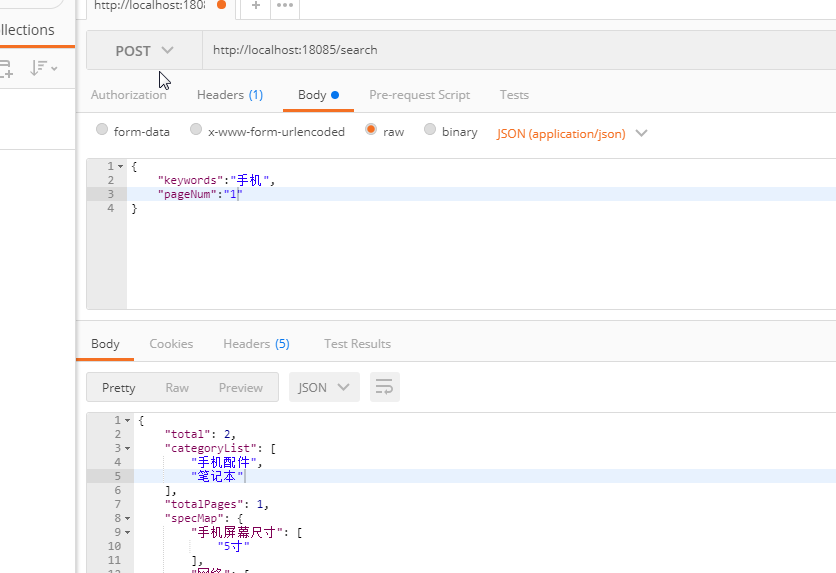 http://localhost:1808
+
•••
llections
POST
http://localhost:18085/search
Authorization Headers (1) Body Pre-request Script Tests
form-data x-www-form-urlencoded raw binary JSON (application/json)
1 {
2 "keywords":"手机",
3 "pageNum":"1"
4 }
Body Cookies Headers (5) Test Results
Pretty Raw Preview JSON
1 {
2 "total": 2,
3 "categoryList": [
4 "手机配件",
5 "笔记本"
6 ],
7 "totalPages": 1,
8 "specMap": {
9 "手机屏幕尺寸": [
10 "5寸"
11 ],
12 "网络": [